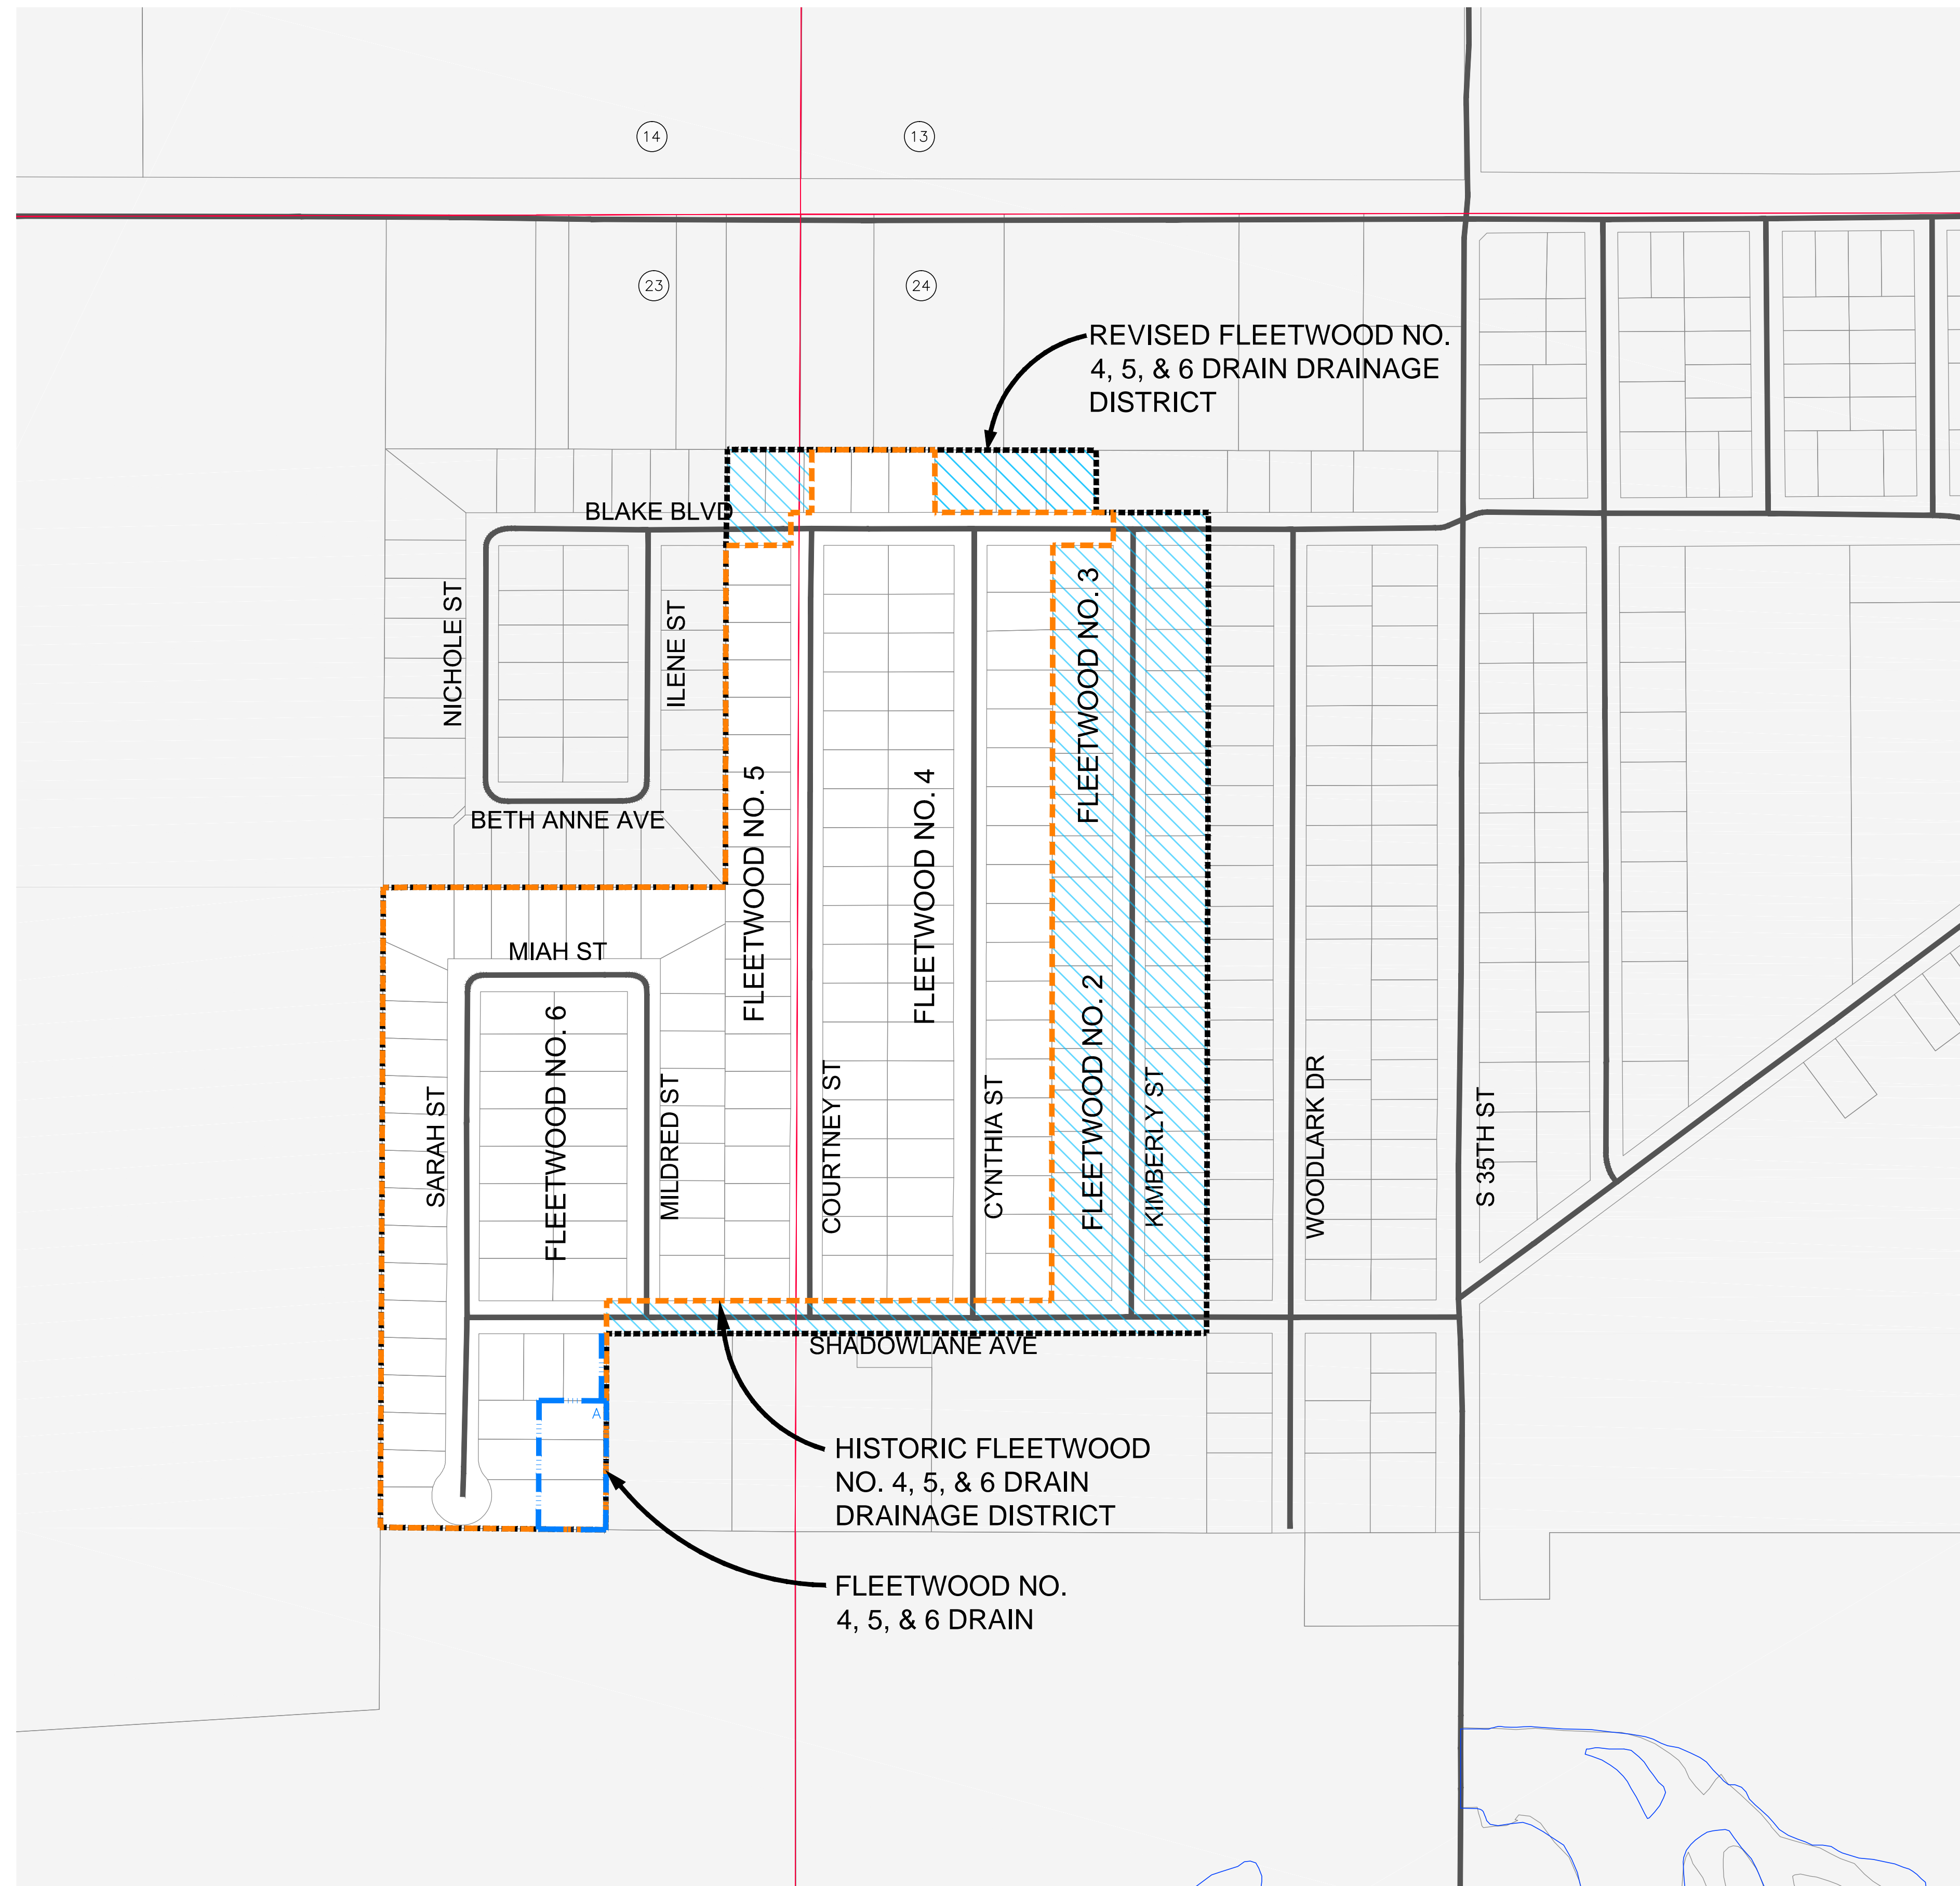 14
13
23
24
REVISED FLEETWOOD NO.
4, 5, & 6 DRAIN DRAINAGE
DISTRICT
BLAKE BLVD
NICHOLE ST
ILENE ST
BETH ANNE AVE
FLEETWOOD NO. 5
FLEETWOOD NO. 4
FLEETWOOD NO. 3
MIAH ST
FLEETWOOD NO. 6
FLEETWOOD NO. 2
SARAH ST
MILDRED ST
COURTNEY ST
CYNTHIA ST
KIMBERLY ST
WOODLARK DR
S 35TH ST
SHADOWLANE AVE
A
HISTORIC FLEETWOOD
NO. 4, 5, & 6 DRAIN
DRAINAGE DISTRICT
FLEETWOOD NO.
4, 5, & 6 DRAIN